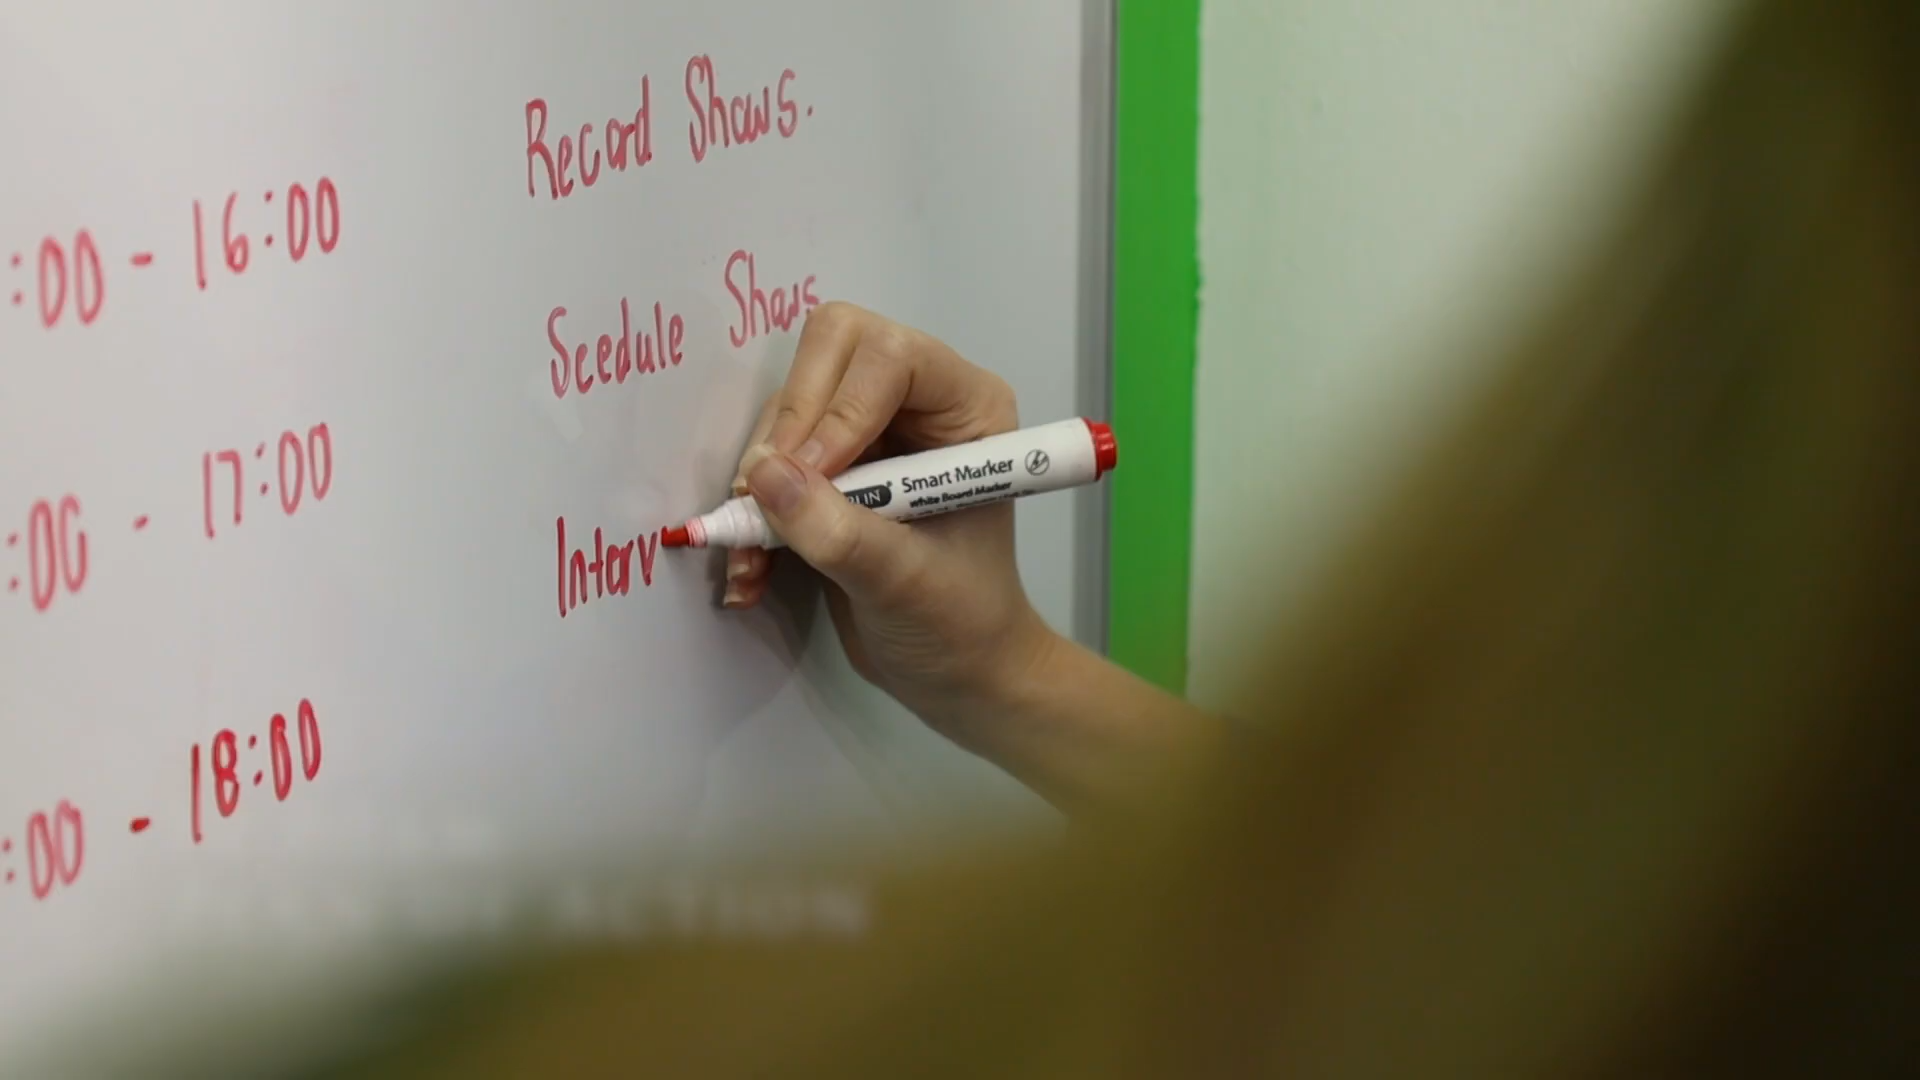 :00 - 16:00 Record Shows.
:00 - 17:00 Scedule Shows
:00 - 18:00 Interv
LIN Smart Marker
white Board Marker